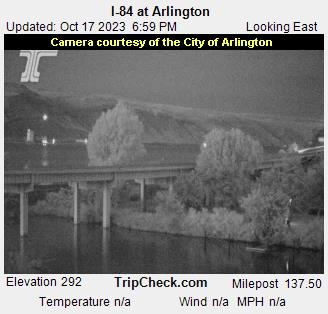 I-84 at Arlington
Updated: Oct 17 2023 6:59 PM Looking East
Camera courtesy of the City of Arlington
Elevation 292 TripCheck.com Milepost 137.50
Temperature n/a Wind n/a MPH n/a